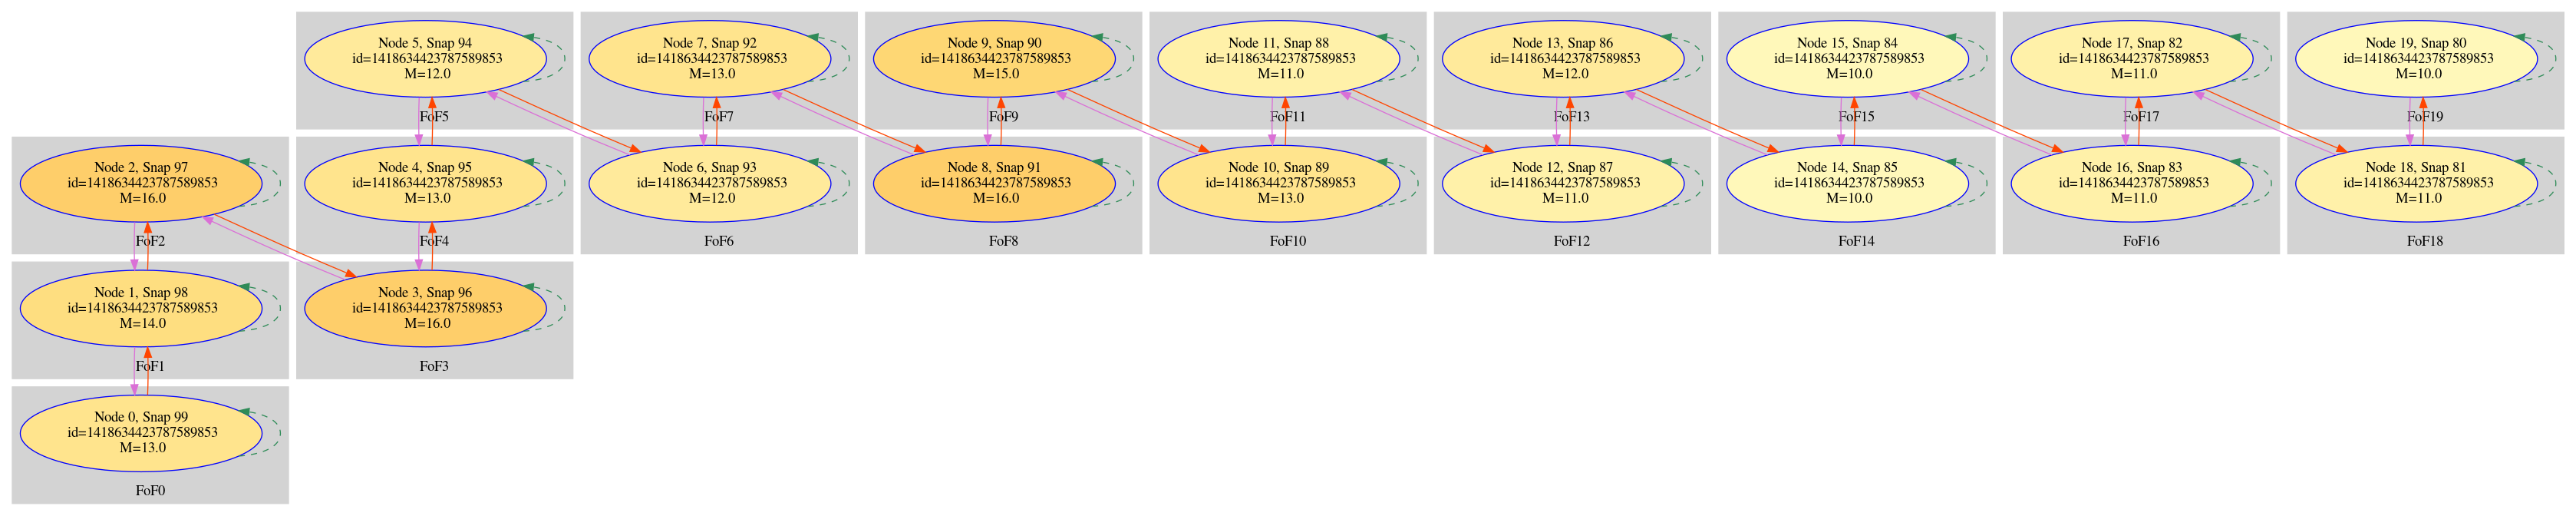 Node 5, Snap 94
id=1418634423787589853
M=12.0
FoF5
Node 7, Snap 92
id=1418634423787589853
M=13.0
FoF7
Node 9, Snap 90
id=1418634423787589853
M=15.0
FoF9
Node 11, Snap 88
id=1418634423787589853
M=11.0
FoF11
Node 13, Snap 86
id=1418634423787589853
M=12.0
FoF13
Node 15, Snap 84
id=1418634423787589853
M=10.0
FoF15
Node 17, Snap 82
id=1418634423787589853
M=11.0
FoF17
Node 19, Snap 80
id=1418634423787589853
M=10.0
FoF19
Node 2, Snap 97
id=1418634423787589853
M=16.0
FoF2
Node 4, Snap 95
id=1418634423787589853
M=13.0
FoF4
Node 6, Snap 93
id=1418634423787589853
M=12.0
FoF6
Node 8, Snap 91
id=1418634423787589853
M=16.0
FoF8
Node 10, Snap 89
id=1418634423787589853
M=13.0
FoF10
Node 12, Snap 87
id=1418634423787589853
M=11.0
FoF12
Node 14, Snap 85
id=1418634423787589853
M=10.0
FoF14
Node 16, Snap 83
id=1418634423787589853
M=11.0
FoF16
Node 18, Snap 81
id=1418634423787589853
M=11.0
FoF18
Node 1, Snap 98
id=1418634423787589853
M=14.0
FoF1
Node 3, Snap 96
id=1418634423787589853
M=16.0
FoF3
Node 0, Snap 99
id=1418634423787589853
M=13.0
FoF0